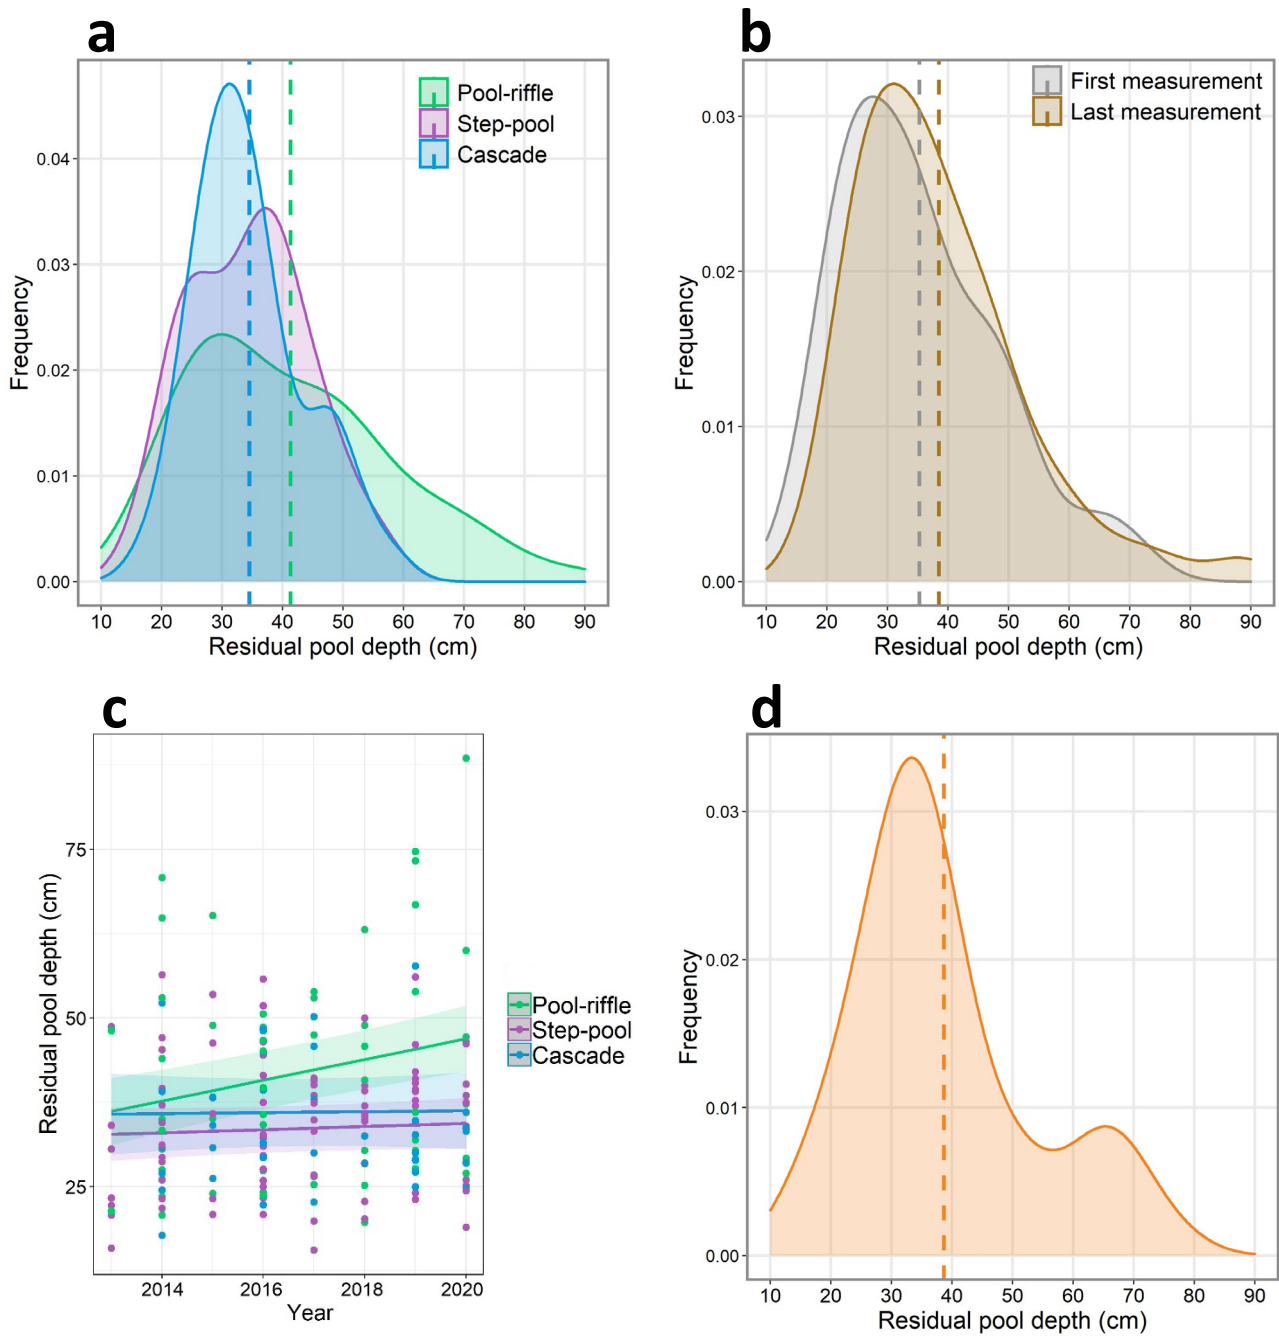 a
Pool-riffle
Step-pool
Cascade
0.04
0.03
0.02
0.01
0.00
Frequency
10 20 30 40 50 60 70 80 90
Residual pool depth (cm)
b
First measurement
Last measurement
0.03
0.02
0.01
0.00
Frequency
10 20 30 40 50 60 70 80 90
Residual pool depth (cm)
c
75
50
25
Residual pool depth (cm)
2014 2016 2018 2020
Year
Pool-riffle
Step-pool
Cascade
d
0.03
0.02
0.01
0.00
Frequency
10 20 30 40 50 60 70 80 90
Residual pool depth (cm)